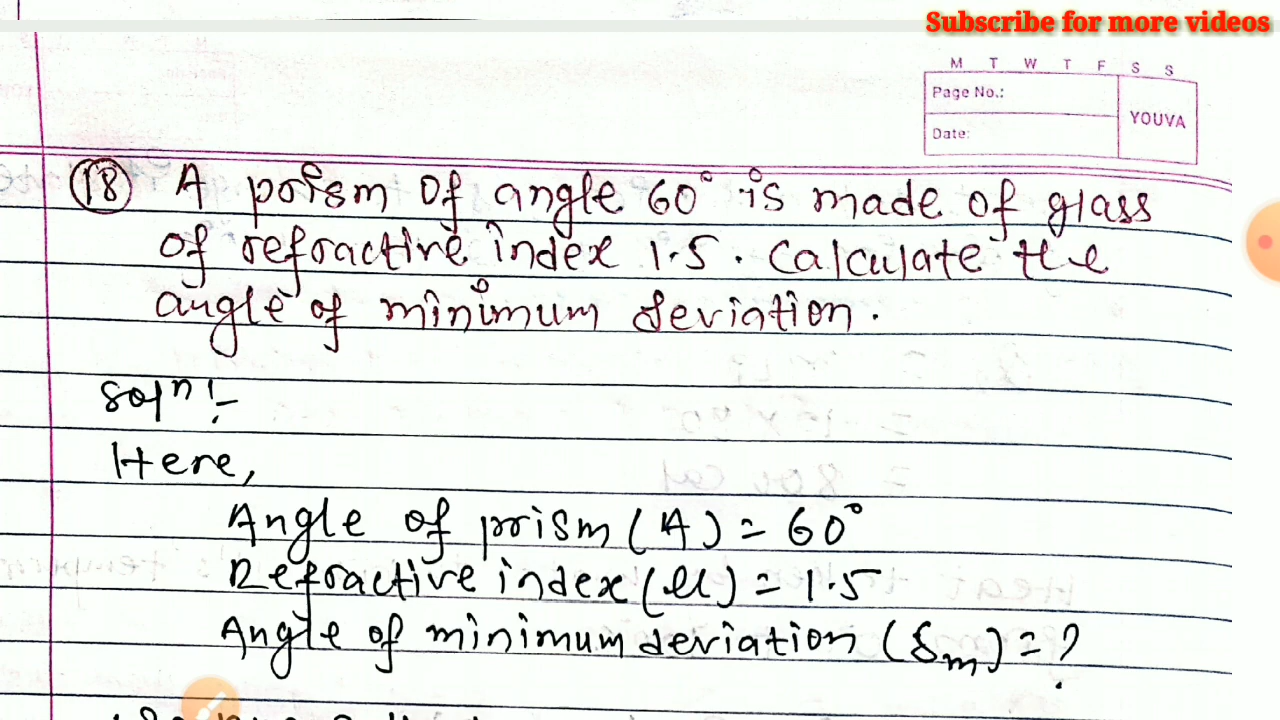 Subscribe for more videos
M T W T F S S
Page No.:
YOUVA
Date:
18 A prism of angle 60° is made of glass
of refractive index 1.5. Calculate the
angle of minimum deviation.
Solⁿ:-
Here,
Angle of prism (A) = 60°
Refractive index (μ) = 1.5
Angle of minimum deviation (δm) = ?